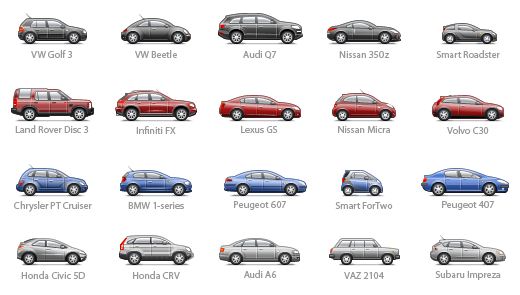 VW Golf 3 VW Beetle Audi Q7 Nissan 350z Smart Roadster
Land Rover Disc 3 Infiniti FX Lexus GS Nissan Micra Volvo C30
Chrysler PT Cruiser BMW 1-series Peugeot 607 Smart ForTwo Peugeot 407
Honda Civic 5D Honda CRV Audi A6 VAZ 2104 Subaru Impreza